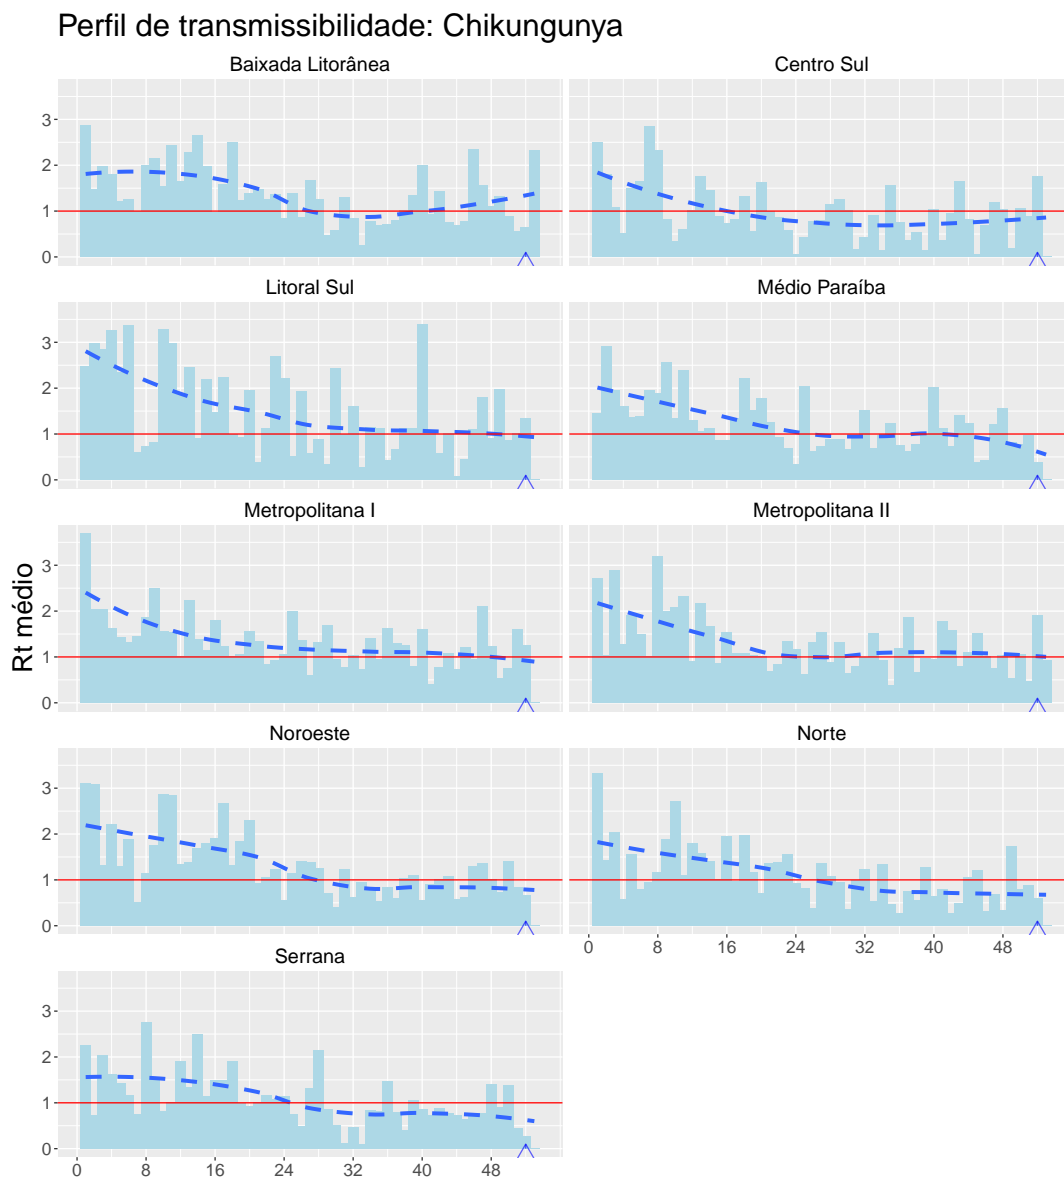 Perfil de transmissibilidade: Chikungunya
Baixada Litorânea
Centro Sul
3
2
1
0
Litoral Sul
Médio Paraíba
3
2
1
0
Metropolitana I
Metropolitana II
3
2
1
0
Rt médio
Noroeste
Norte
3
2
1
0
0 8 16 24 32 40 48
Serrana
3
2
1
0
0 8 16 24 32 40 48